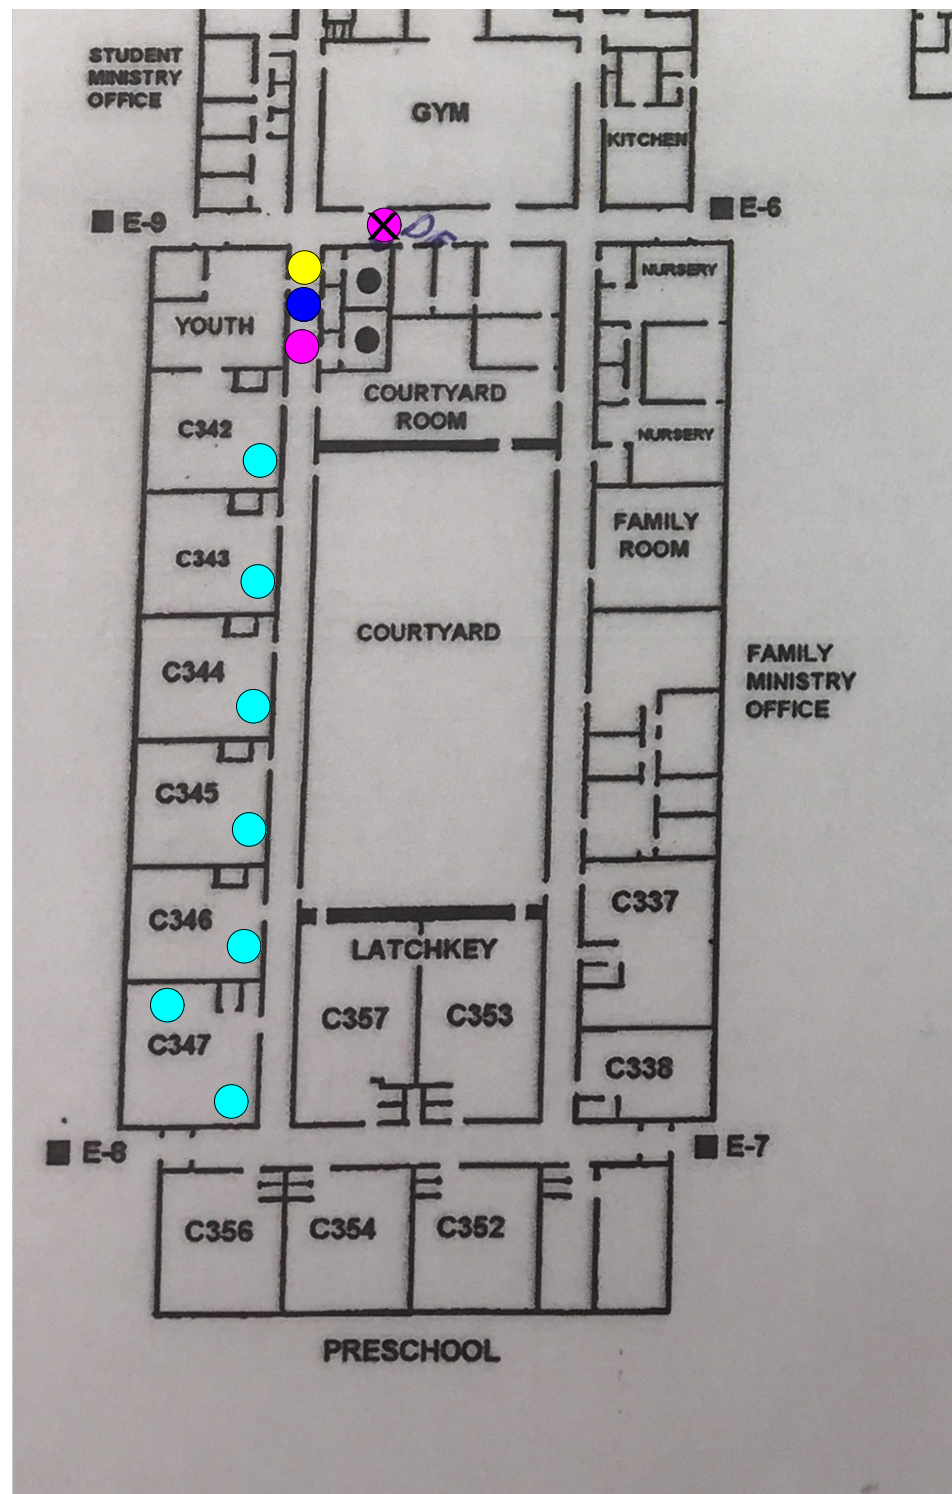 STUDENT
MINISTRY
OFFICE
GYM
KITCHEN
E-9
E-6
NURSERY
YOUTH
COURTYARD
ROOM
C342
NURSERY
FAMILY
ROOM
C343
COURTYARD
C344
FAMILY
MINISTRY
OFFICE
C345
C346
C337
LATCHKEY
C357
C353
C347
C338
E-8
E-7
C356
C354
C352
PRESCHOOL